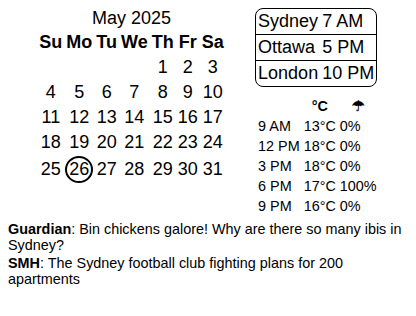 May 2025
Su Mo Tu We Th Fr Sa
1 2 3
4 5 6 7 8 9 10
11 12 13 14 15 16 17
18 19 20 21 22 23 24
25 26 27 28 29 30 31
Sydney 7 AM
Ottawa 5 PM
London 10 PM
°C ☂
9 AM 13°C 0%
12 PM 18°C 0%
3 PM 18°C 0%
6 PM 17°C 100%
9 PM 16°C 0%
Guardian: Bin chickens galore! Why are there so many ibis in
Sydney?
SMH: The Sydney football club fighting plans for 200
apartments